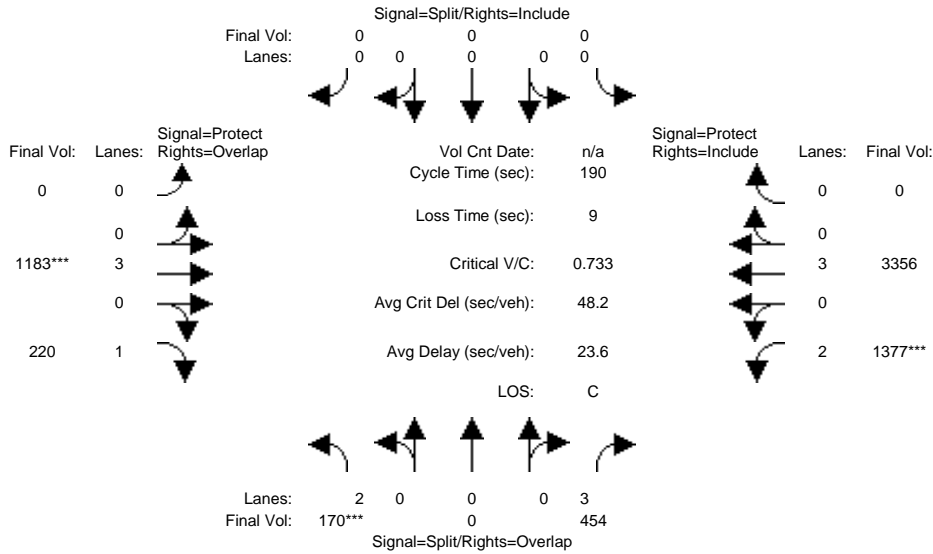 Signal=Split/Rights=Include
Final Vol: 0 0 0
Lanes: 0 0 0 0 0
Signal=Protect
Final Vol: Lanes: Rights=Overlap
Vol Cnt Date: n/a
Signal=Protect
Rights=Include Lanes: Final Vol:
Cycle Time (sec): 190
0 0
0 0
Loss Time (sec): 9
0
0
1183*** 3
Critical V/C: 0.733
3 3356
0
Avg Crit Del (sec/veh): 48.2
0
220 1
Avg Delay (sec/veh): 23.6
2 1377***
LOS: C
Lanes: 2 0 0 0 3
Final Vol: 170*** 0 454
Signal=Split/Rights=Overlap